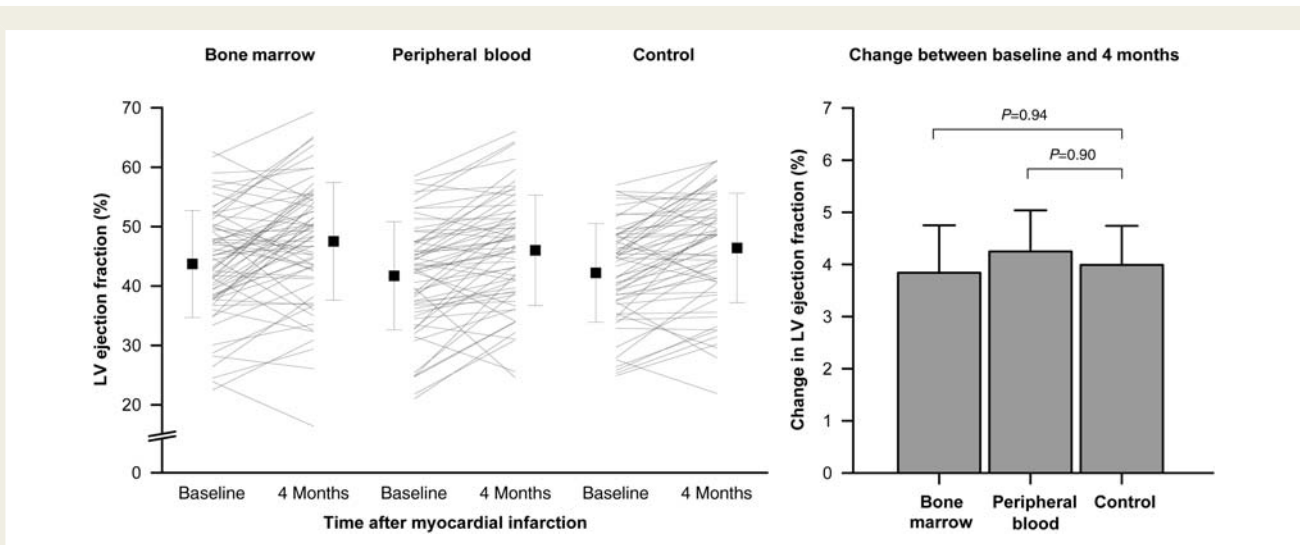 Bone marrow
Peripheral blood
Control
LV ejection fraction (%)
70
60
50
40
30
20
0
Baseline
4 Months
Baseline
4 Months
Baseline
4 Months
Time after myocardial infarction
Change between baseline and 4 months
Change in LV ejection fraction (%)
7
6
5
4
3
2
1
0
P=0.94
P=0.90
Bone
marrow
Peripheral
blood
Control